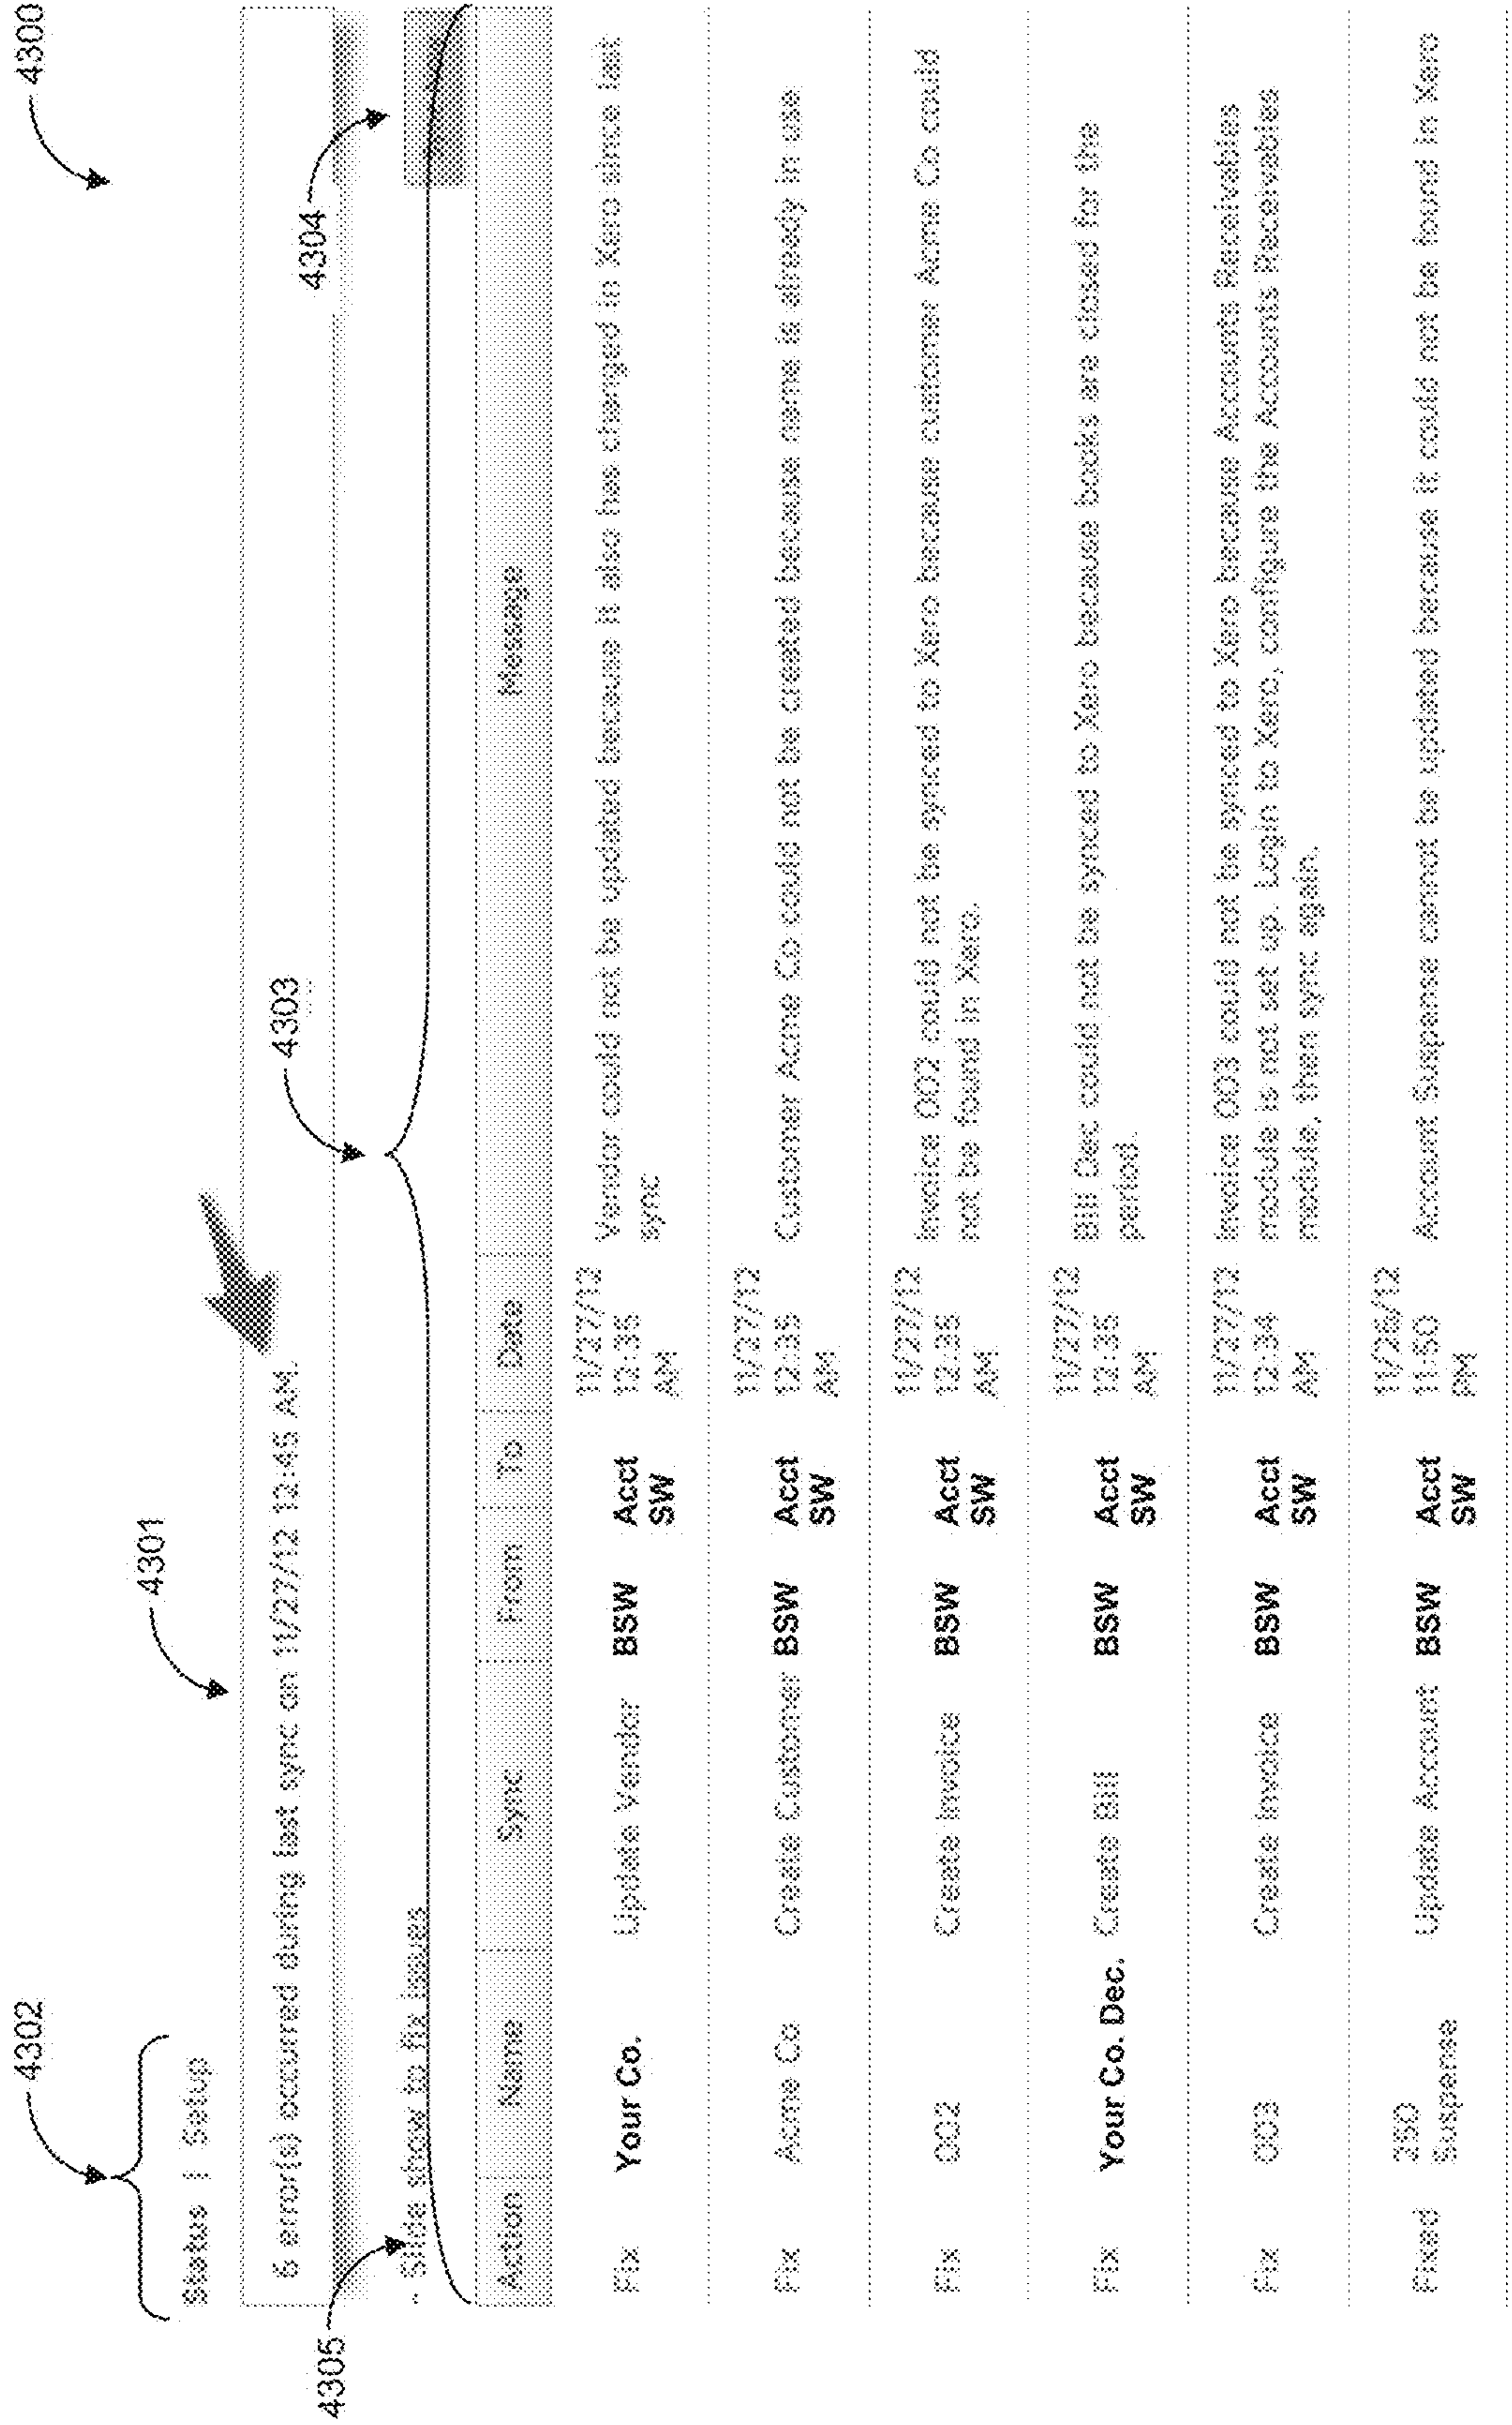 4300
4302
Status | Setup
4301
6 error(s) occurred during last sync on 11/27/12 12:45 AM.
4303
4304
4305
- Slide show to fix issues
Action Name Sync From To Date Message
Fix Your Co. Update Vendor BSW Acct SW 11/27/12 12:35 AM Vendor could not be updated because it also has changed in Xero since last
sync
Fix Acme Co Create Customer BSW Acct SW 11/27/12 12:35 AM Customer Acme Co could not be created because name is already in use
Fix 002 Create Invoice BSW Acct SW 11/27/12 12:35 AM Invoice 002 could not be synced to Xero because customer Acme Co could
not be found in Xero.
Fix Your Co. Dec. Create Bill BSW Acct SW 11/27/12 12:35 AM Bill Dec could not be synced to Xero because books are closed for the
period.
Fix 003 Create Invoice BSW Acct SW 11/27/12 12:34 AM Invoice 003 could not be synced to Xero because Accounts Receivables
module is not set up. Login to Xero, configure the Accounts Receivables
module, then sync again.
Fixed 350 Suspense Update Account BSW Acct SW 11/26/12 11:50 PM Account Suspense cannot be updated because it could not be found in Xero